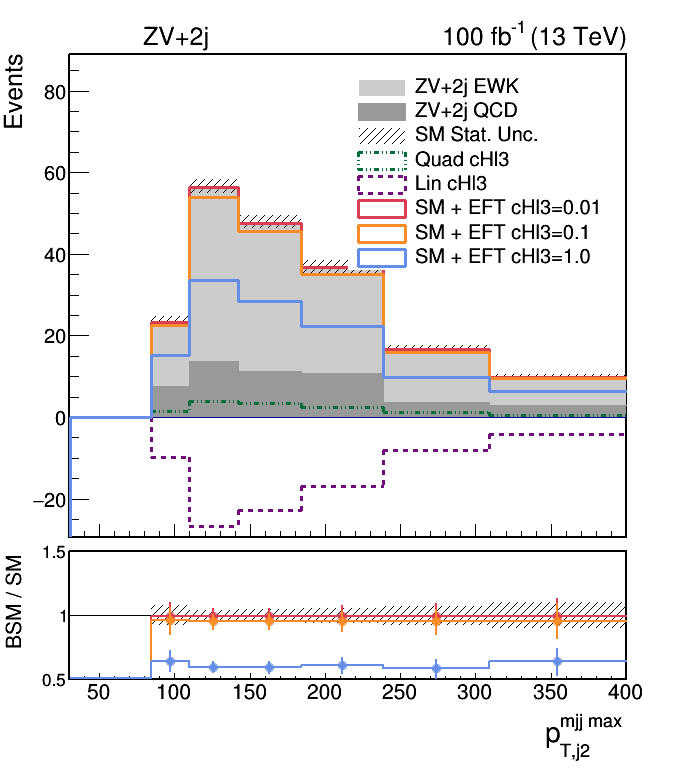 ZV+2j 100 fb⁻¹ (13 TeV)
Events
80
60
40
20
0
−20
ZV+2j EWK
ZV+2j QCD
SM Stat. Unc.
Quad cHl3
Lin cHl3
SM + EFT cHl3=0.01
SM + EFT cHl3=0.1
SM + EFT cHl3=1.0
BSM / SM
1.5
1
0.5
50 100 150 200 250 300 350 400
p_{T,j2}^{mjj max}